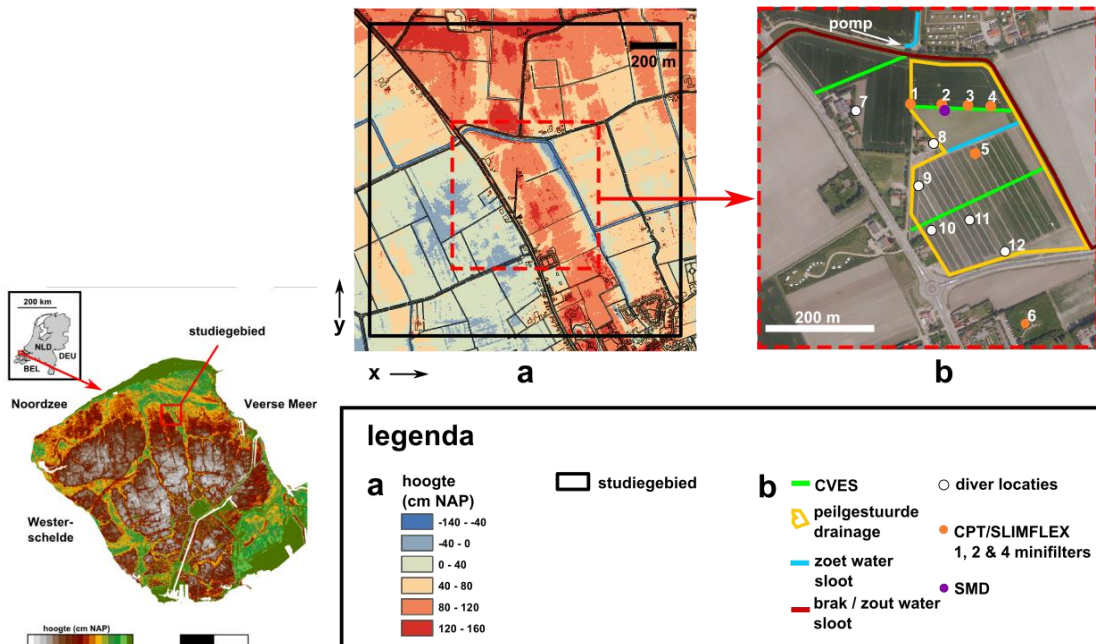 200 km
NLD
DEU
BEL
studiegebied
Noordzee
Veerse Meer
Wester-
schelde
hoogte (cm NAP)
200 m
x
y
a
pomp
1
2
3
4
5
6
7
8
9
10
11
12
200 m
b
legenda
a
hoogte
(cm NAP)
-140 - -40
-40 - 0
0 - 40
40 - 80
80 - 120
120 - 160
studiegebied
b
CVES
peilgestuurde
drainage
zoet water
sloot
brak / zout water
sloot
diver locaties
CPT/SLIMFLEX
1, 2 & 4 minifilters
SMD